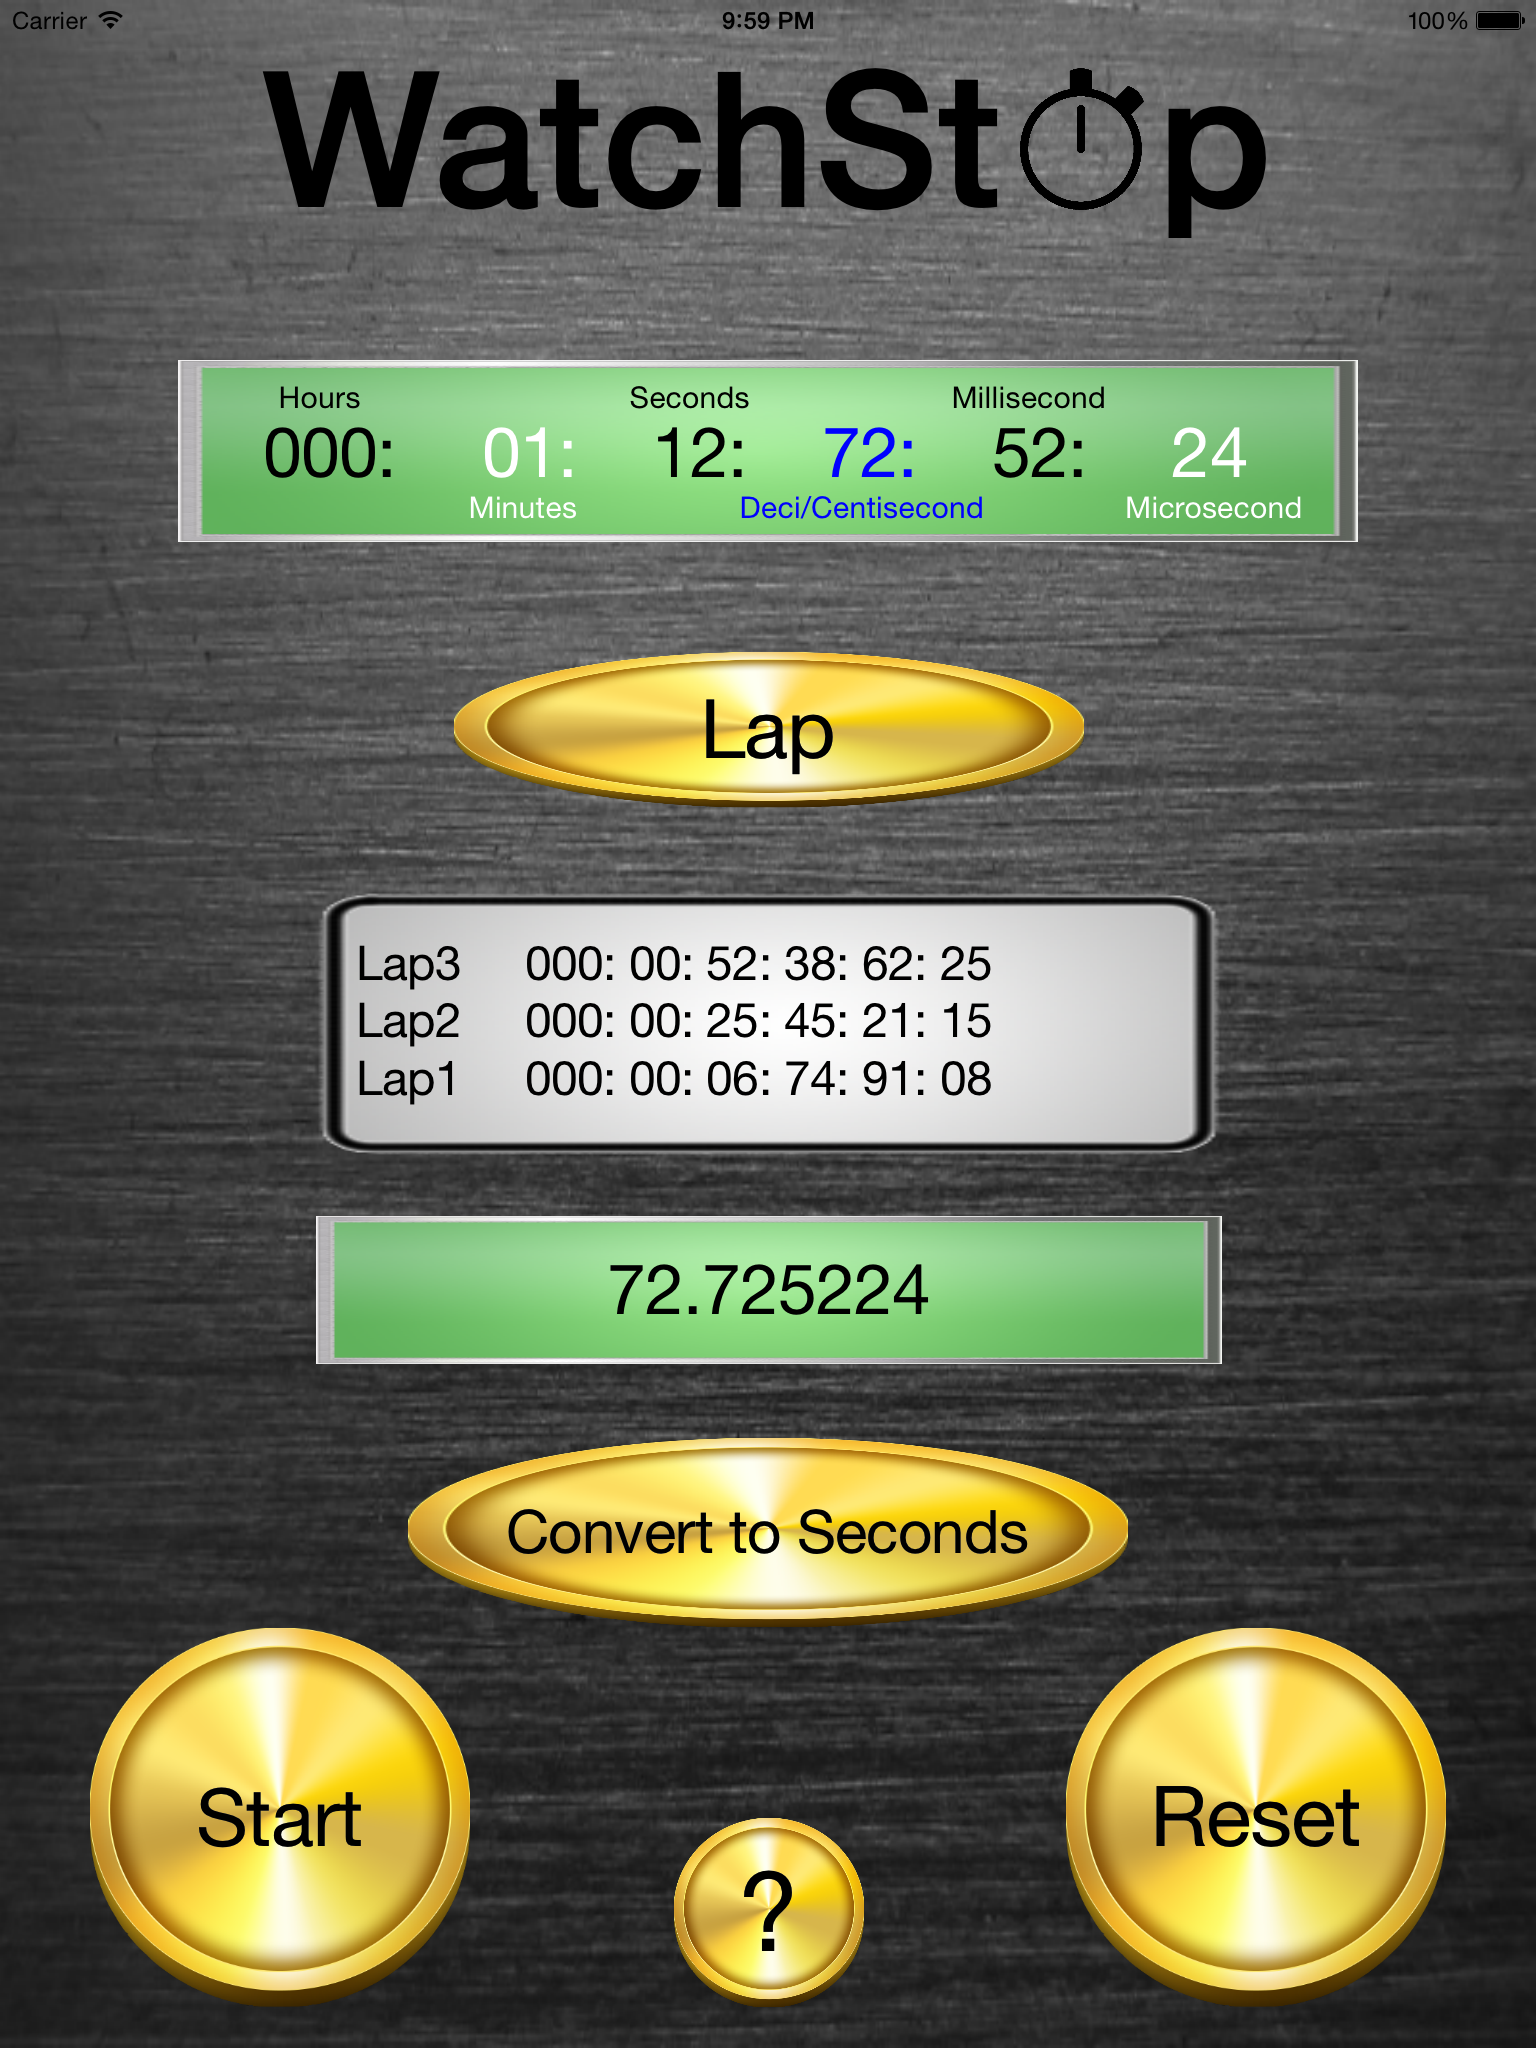 Carrier 9:59 PM 100%
WatchStop
Hours Seconds Millisecond
000: 01: 12: 72: 52: 24
Minutes Deci/Centisecond Microsecond
Lap
Lap3 000: 00: 52: 38: 62: 25
Lap2 000: 00: 25: 45: 21: 15
Lap1 000: 00: 06: 74: 91: 08
72.725224
Convert to Seconds
Start
Reset
?